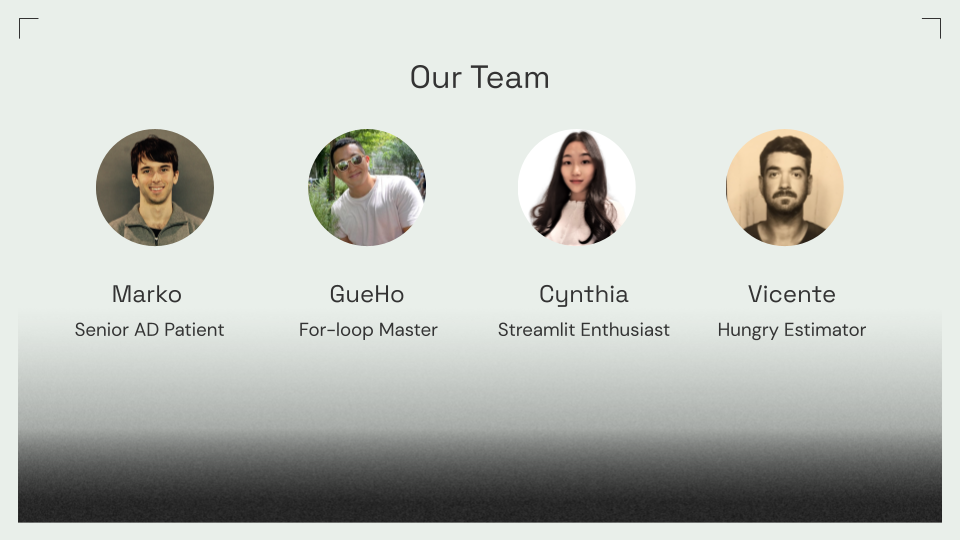 Our Team
Marko
GueHo
Cynthia
Vicente
Senior AD Patient
For-loop Master
Streamlit Enthusiast
Hungry Estimator